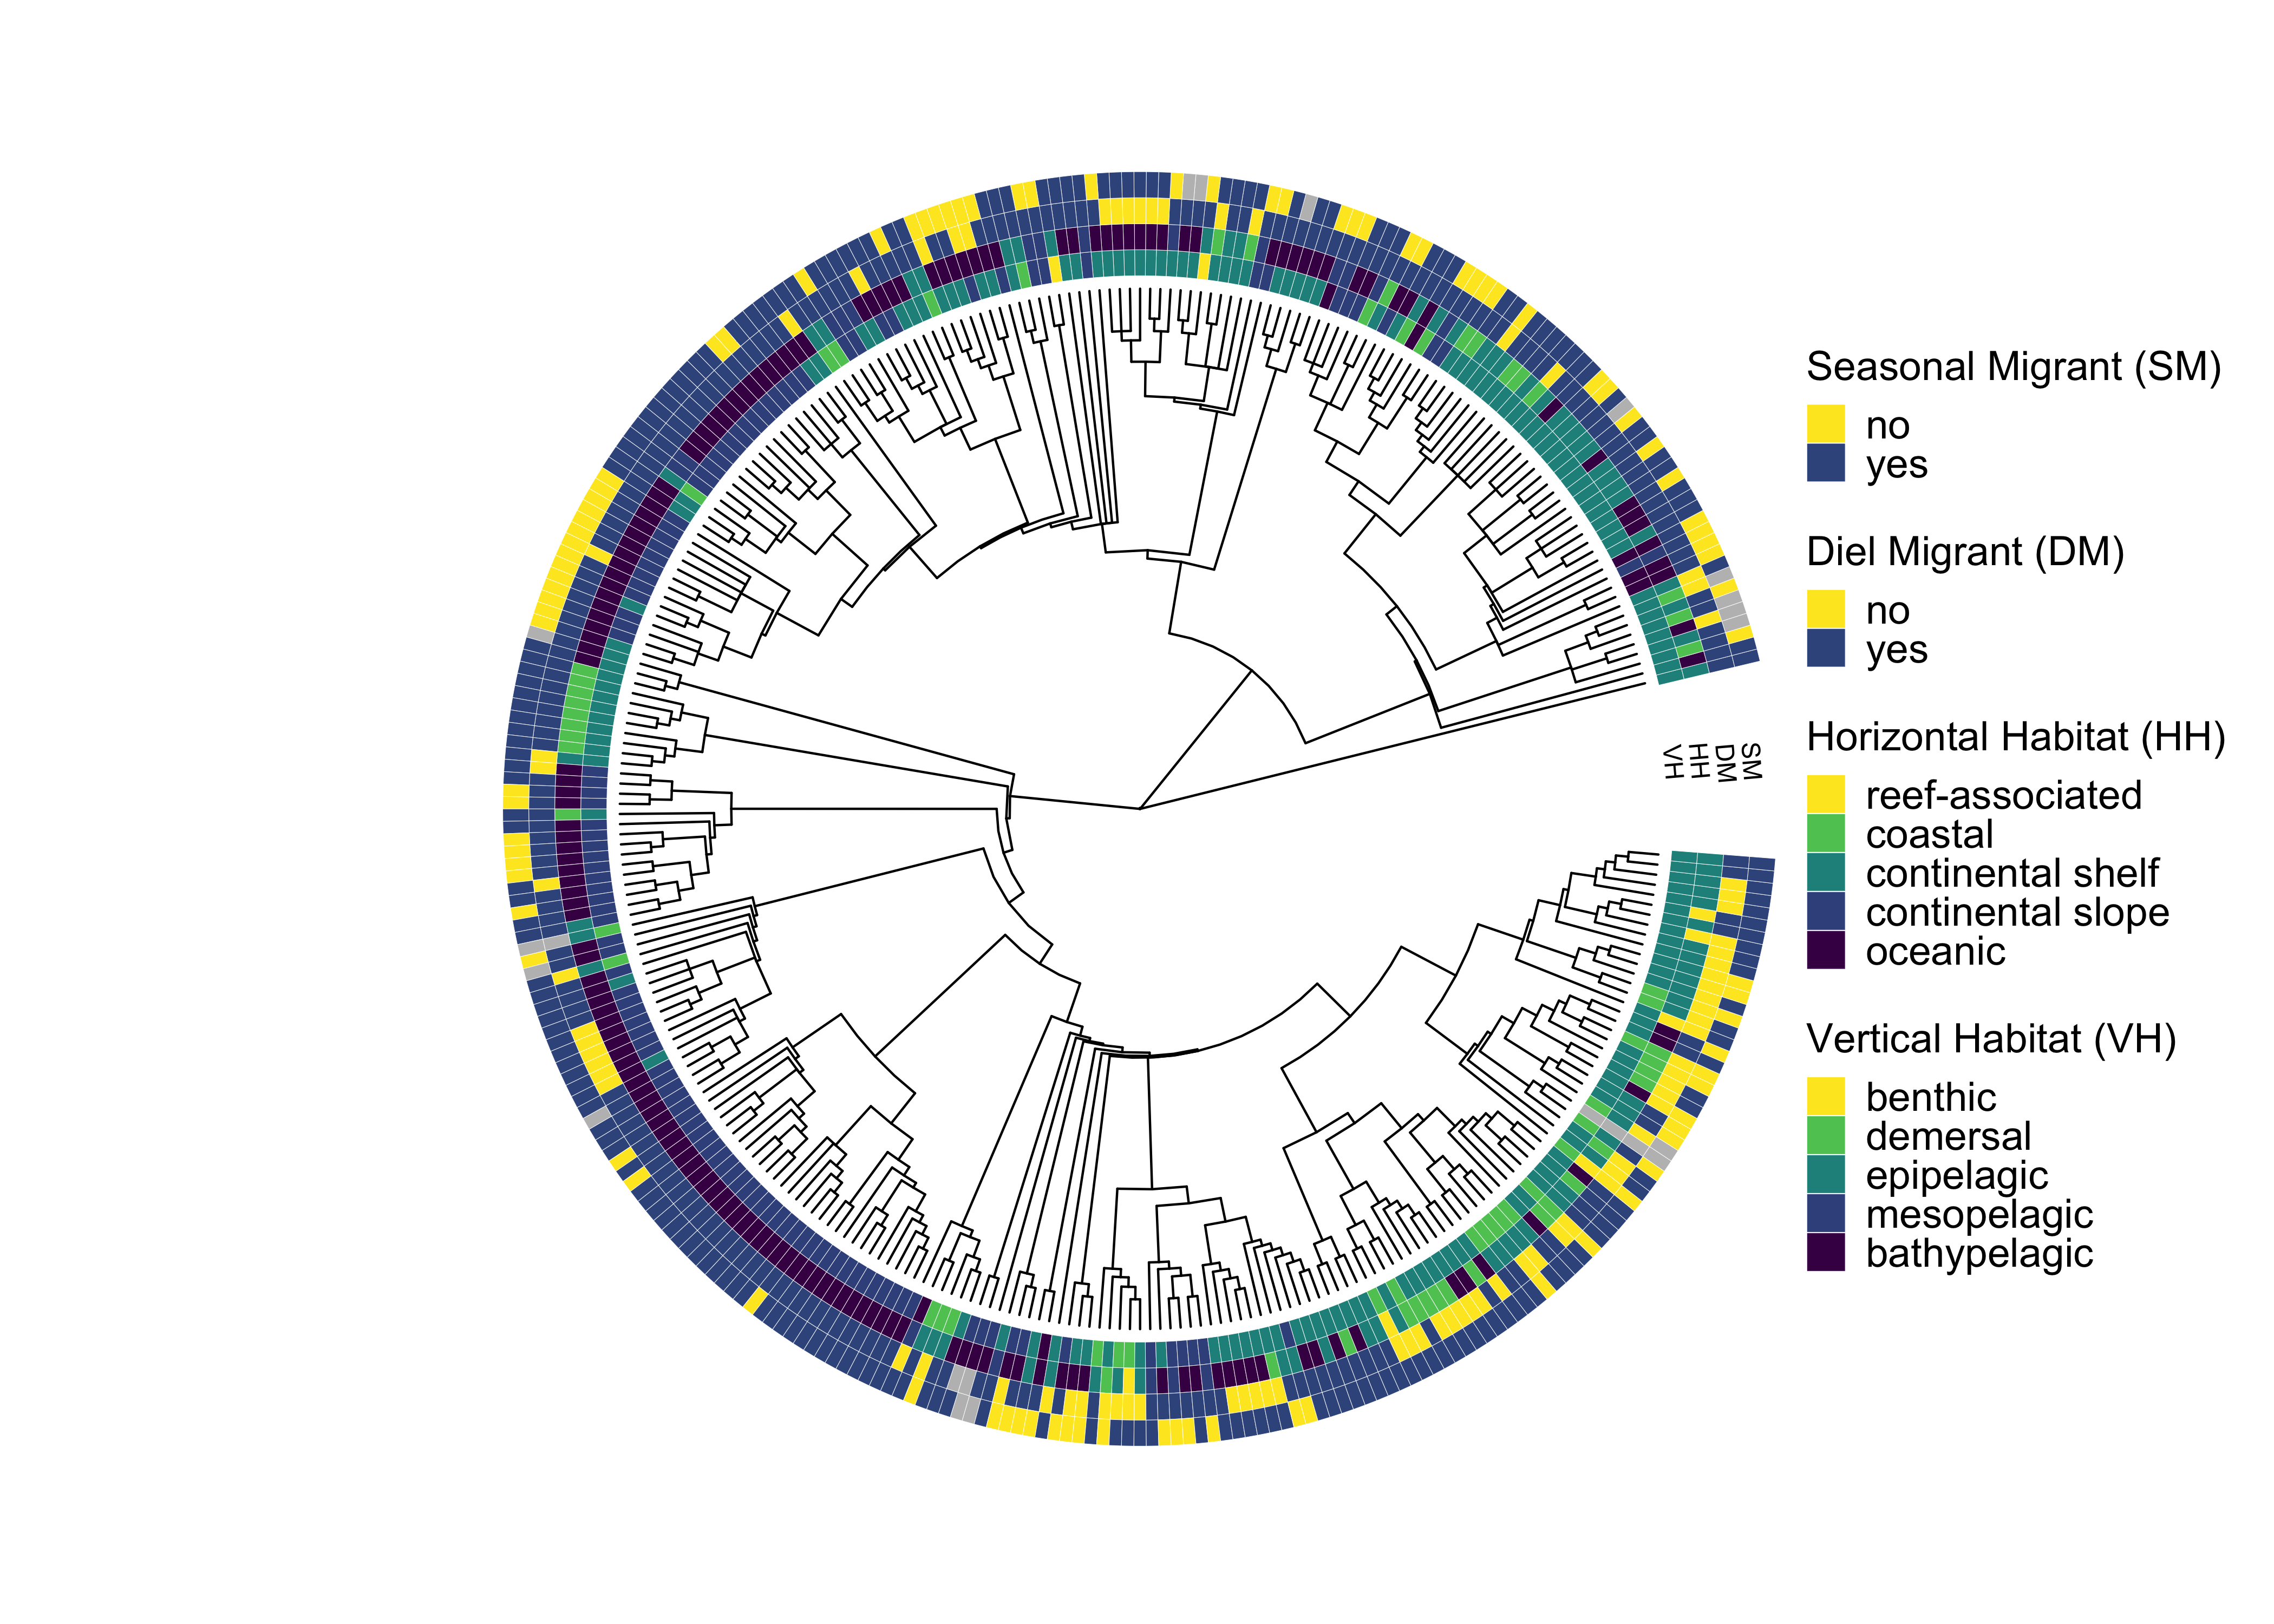 Seasonal Migrant (SM)
no
yes
Diel Migrant (DM)
no
yes
Horizontal Habitat (HH)
reef-associated
coastal
continental shelf
continental slope
oceanic
Vertical Habitat (VH)
benthic
demersal
epipelagic
mesopelagic
bathypelagic
VH
HH
DM
SM